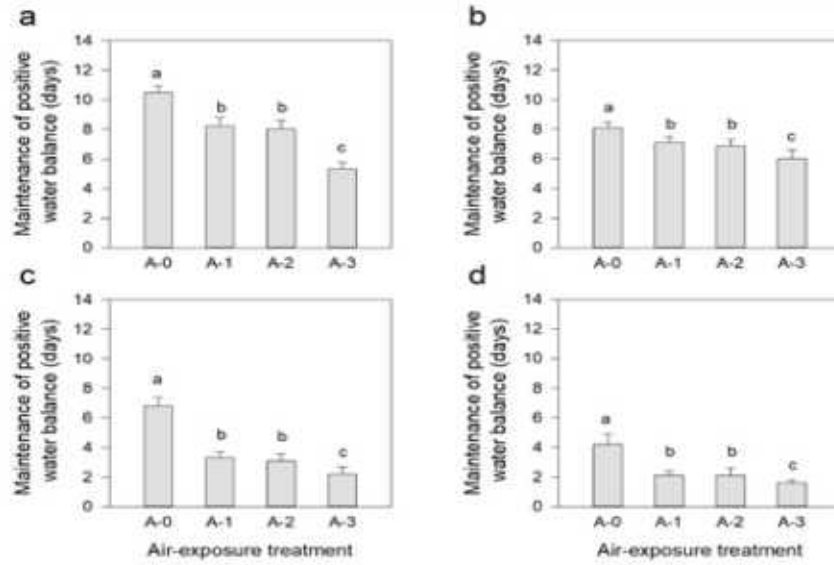 a
Maintenance of positive
water balance (days)
14
12
10
8
6
4
2
0
a
b
b
c
A-0 A-1 A-2 A-3
b
Maintenance of positive
water balance (days)
14
12
10
8
6
4
2
0
a
b
b
c
A-0 A-1 A-2 A-3
c
Maintenance of positive
water balance (days)
14
12
10
8
6
4
2
0
a
b
b
c
A-0 A-1 A-2 A-3
Air-exposure treatment
d
Maintenance of positive
water balance (days)
14
12
10
8
6
4
2
0
a
b
b
c
A-0 A-1 A-2 A-3
Air-exposure treatment